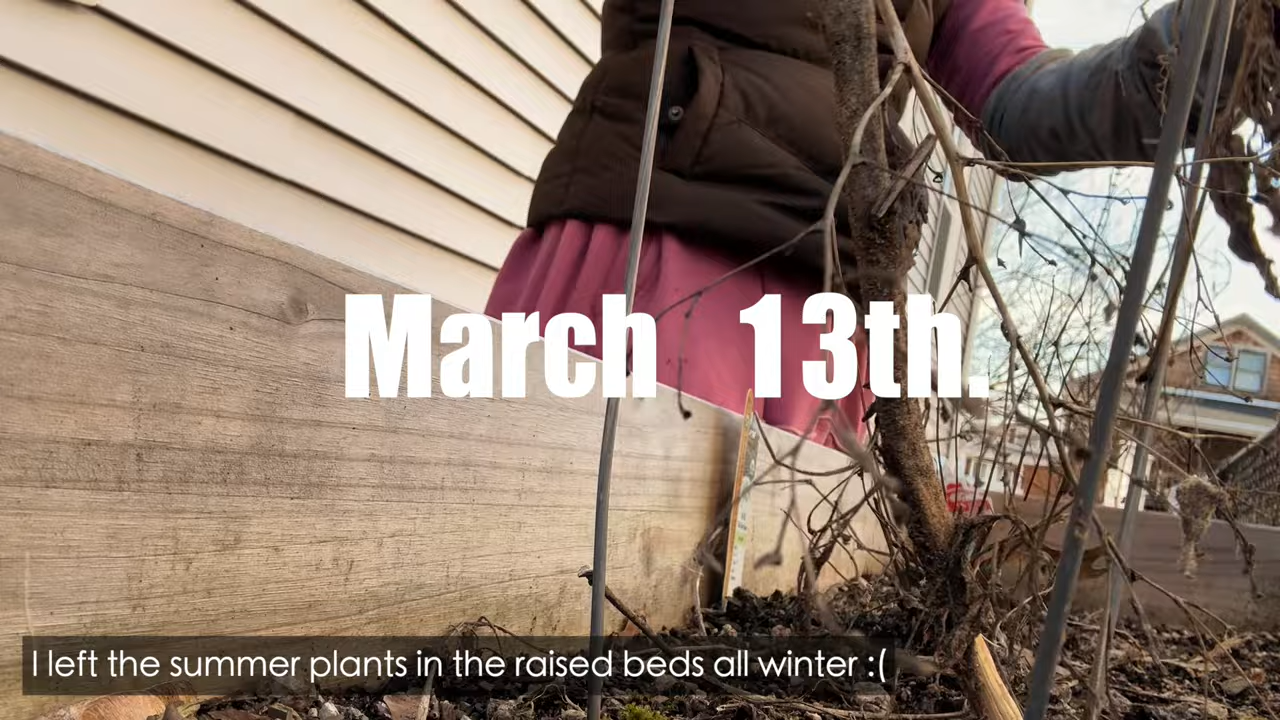 March 13th.
I left the summer plants in the raised beds all winter :(